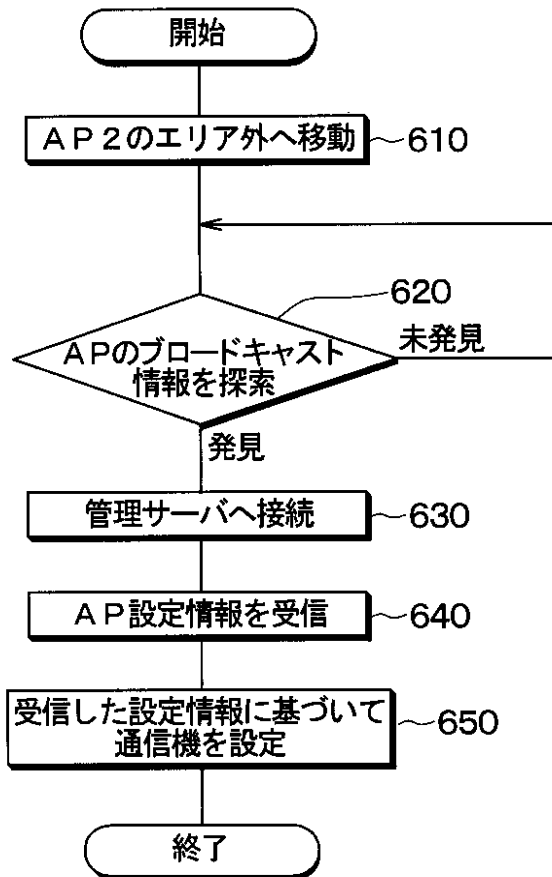 開始
AP2のエリア外へ移動
610
620
APのブロードキャスト
情報を探索
未発見
発見
管理サーバへ接続
630
AP設定情報を受信
640
受信した設定情報に基づいて
通信機を設定
650
終了